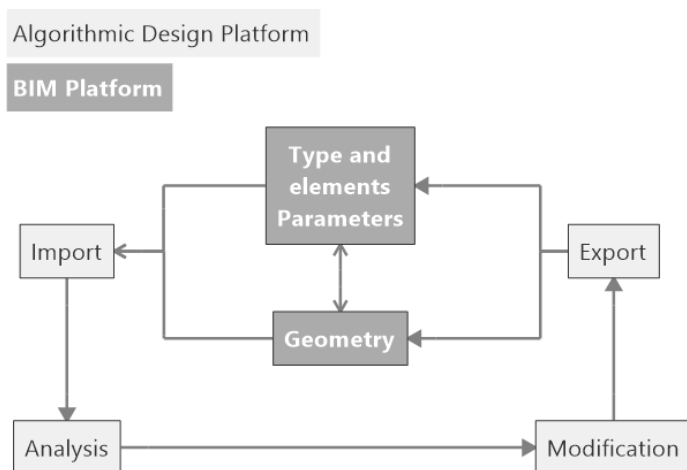 Algorithmic Design Platform
BIM Platform
Type and
elements
Parameters
Import
Export
Geometry
Analysis
Modification